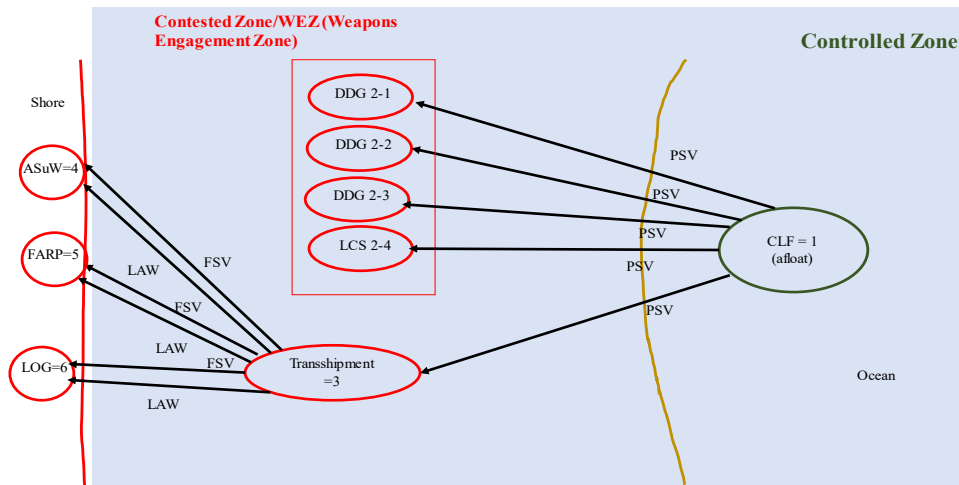 Contested Zone/WEZ (Weapons
Engagement Zone)
Controlled Zone
Shore
DDG 2-1
DDG 2-2
DDG 2-3
LCS 2-4
PSV
PSV
PSV
PSV
PSV
CLF = 1
(afloat)
ASuW=4
FARP=5
LOG=6
FSV
LAW
FSV
LAW
FSV
LAW
Transshipment
=3
Ocean